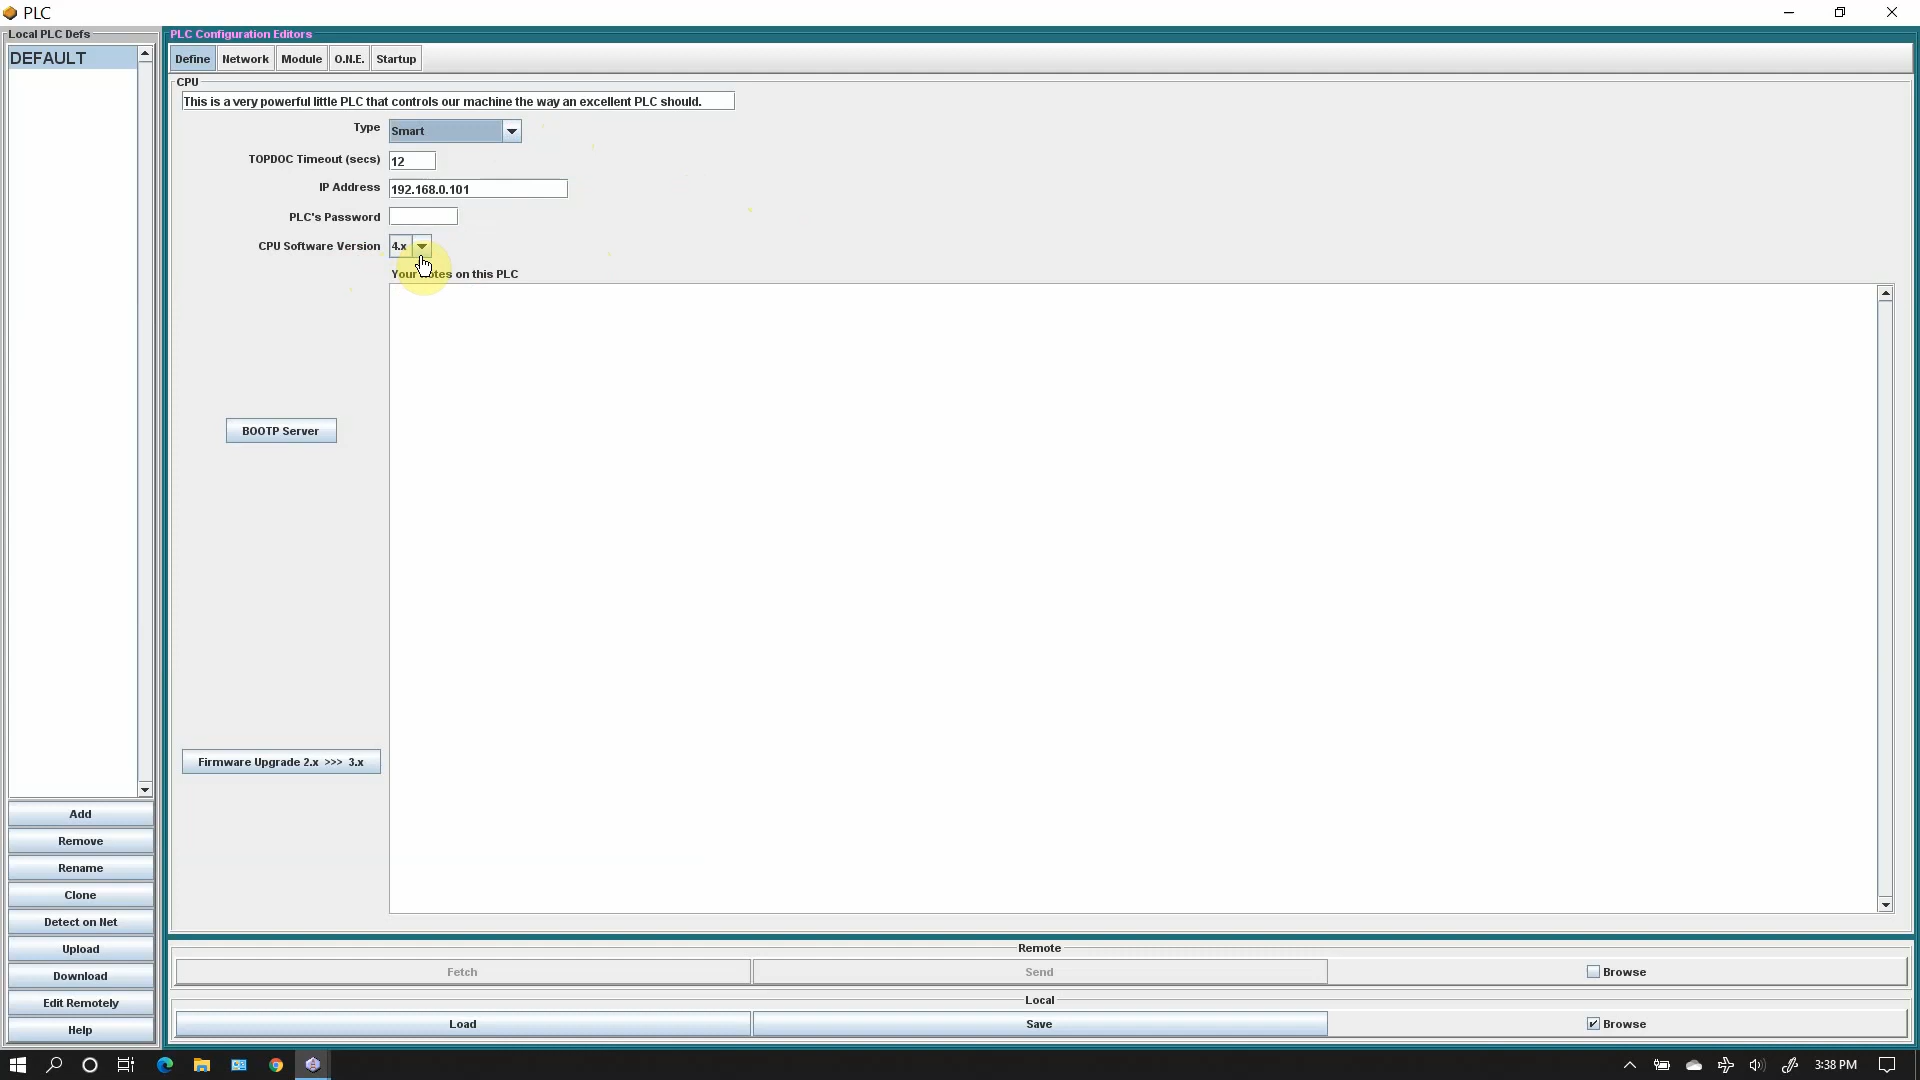 PLC
Local PLC Defs
DEFAULT
Add
Remove
Rename
Clone
Detect on Net
Upload
Download
Edit Remotely
Help
PLC Configuration Editors
Define Network Module O.N.E. Startup
CPU
This is a very powerful little PLC that controls our machine the way an excellent PLC should.
Type Smart
TOPDOC Timeout (secs) 12
IP Address 192.168.0.101
PLC's Password
CPU Software Version 4.x
Your notes on this PLC
BOOTP Server
Firmware Upgrade 2.x >>> 3.x
Remote
Fetch Send Browse
Local
Load Save Browse
3:38 PM